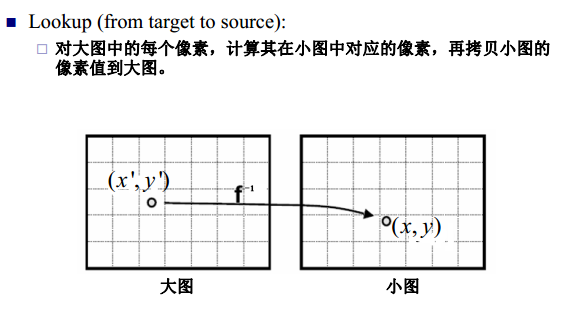 Lookup (from target to source):
对大图中的每个像素，计算其在小图中对应的像素，再拷贝小图的
像素值到大图。
(x', y')
f⁻¹
(x, y)
大图
小图